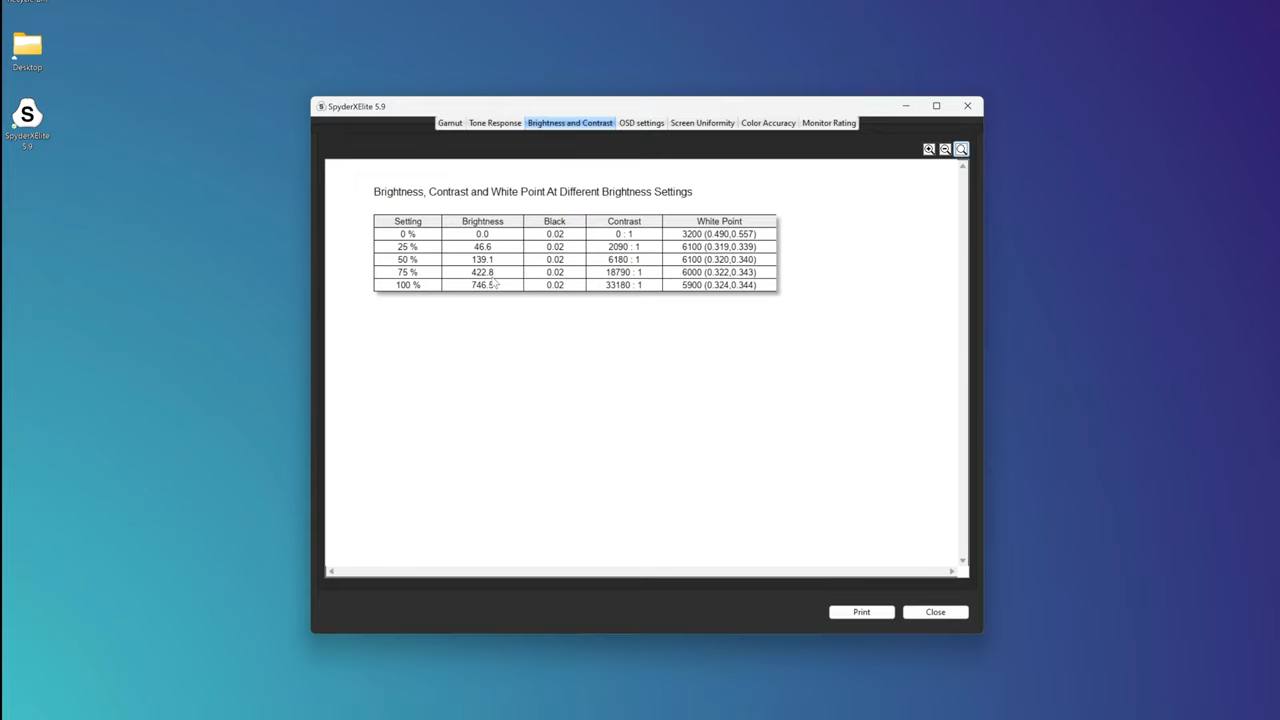 Desktop
SpyderXElite
5.9
SpyderXElite 5.9
Gamut Tone Response Brightness and Contrast OSD settings Screen Uniformity Color Accuracy Monitor Rating
Brightness, Contrast and White Point At Different Brightness Settings
Setting Brightness Black Contrast White Point
0 % 0.0 0.02 0 : 1 3200 (0.490,0.557)
25 % 46.6 0.02 2090 : 1 6100 (0.319,0.339)
50 % 139.1 0.02 6180 : 1 6100 (0.320,0.340)
75 % 422.8 0.02 18790 : 1 6000 (0.322,0.343)
100 % 746.5 0.02 33180 : 1 5900 (0.324,0.344)
Print Close